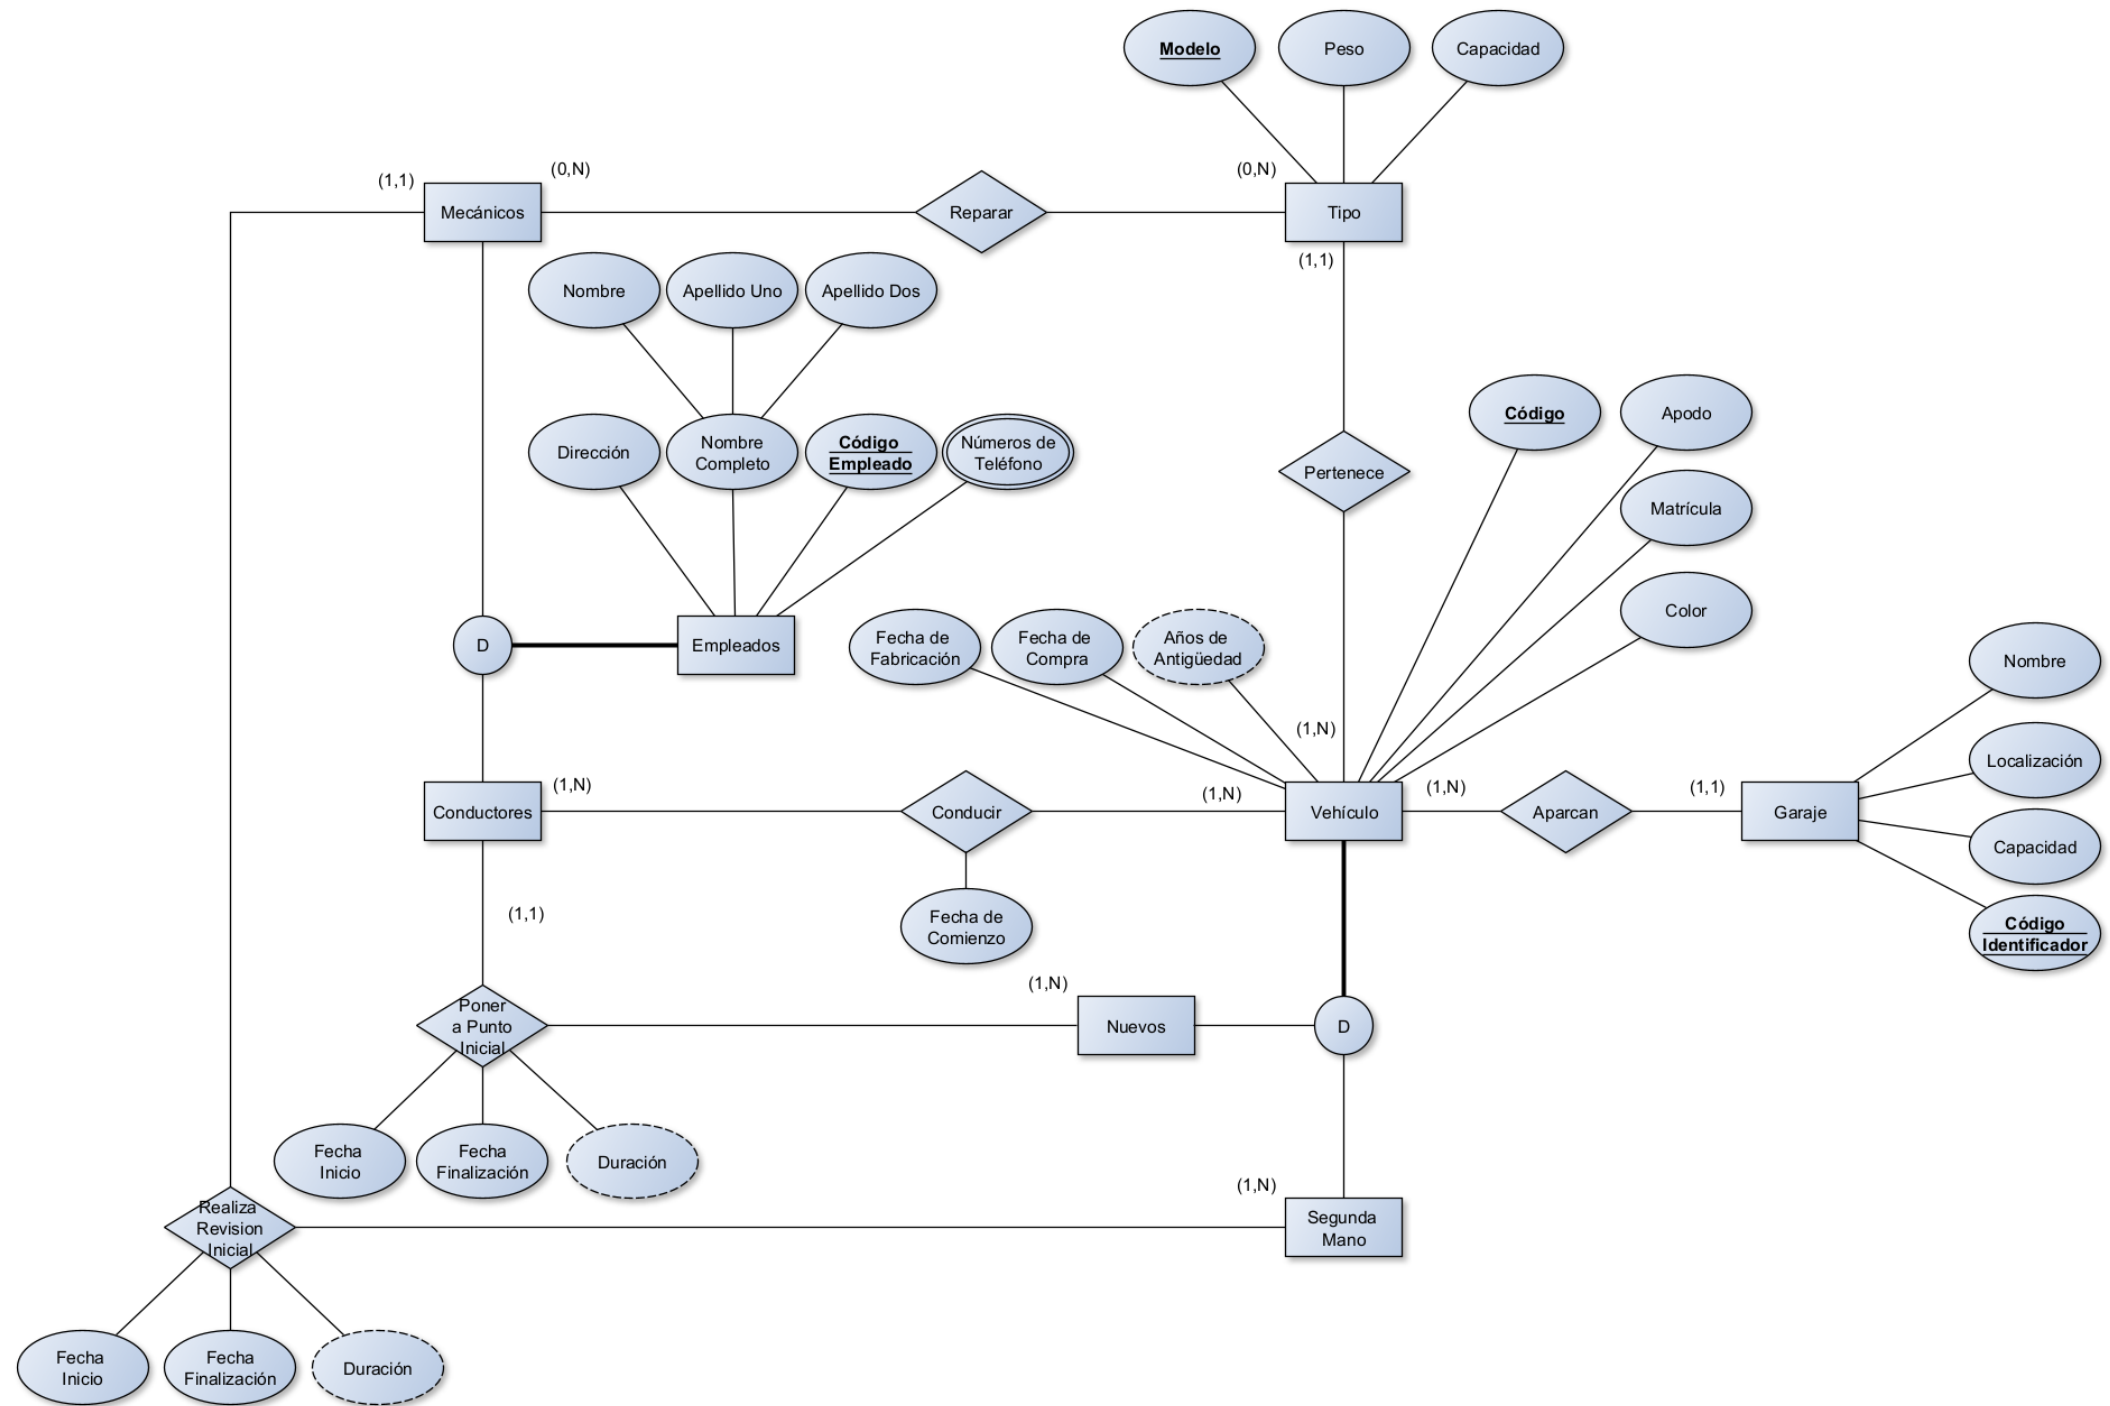 Modelo
Peso
Capacidad
(1,1)
(0,N)
(0,N)
Mecánicos
Reparar
Tipo
(1,1)
Nombre
Apellido Uno
Apellido Dos
Dirección
Nombre
Completo
Código
Empleado
Números de
Teléfono
Pertenece
Código
Apodo
Matrícula
Color
D
Empleados
Fecha de
Fabricación
Fecha de
Compra
Años de
Antigüedad
(1,N)
Nombre
Localización
Capacidad
Código
Identificador
Conductores
(1,N)
Conducir
(1,N)
Vehículo
(1,N)
Aparcan
(1,1)
Garaje
Fecha de
Comienzo
(1,1)
Poner
a Punto
Inicial
(1,N)
Nuevos
D
Fecha
Inicio
Fecha
Finalización
Duración
(1,N)
Realiza
Revision
Inicial
Segunda
Mano
Fecha
Inicio
Fecha
Finalización
Duración